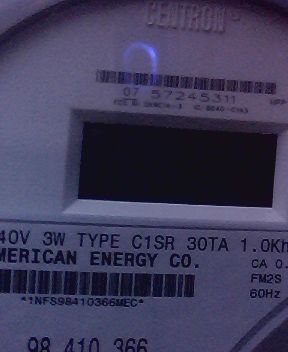 CENTRON
07 57245311
40V 3W TYPE C1SR 30TA 1.0Kh
MERICAN ENERGY CO.
CA 0.
FM2S
60Hz
*1NFS98410366MEC*
98 410 366